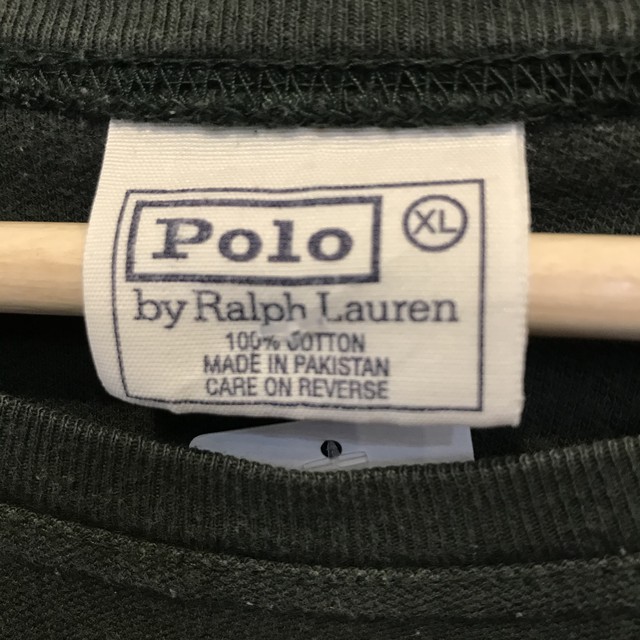 Polo XL
by Ralph Lauren
100% COTTON
MADE IN PAKISTAN
CARE ON REVERSE